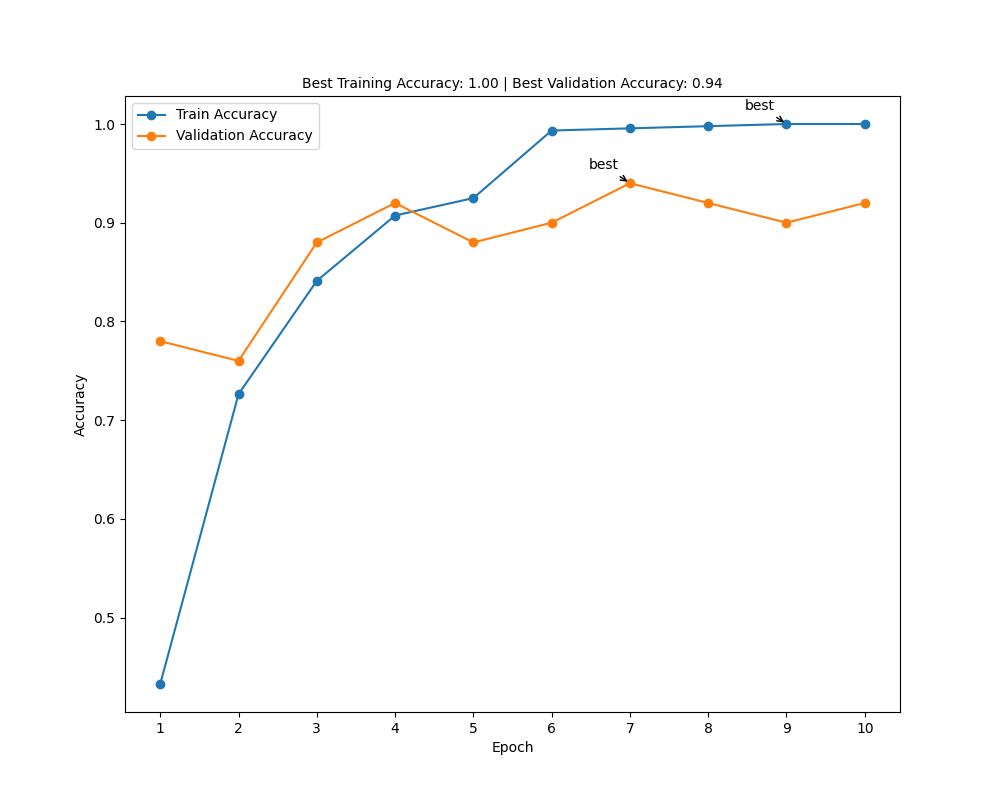 Best Training Accuracy: 1.00 | Best Validation Accuracy: 0.94
Train Accuracy
Validation Accuracy
best
best
1.0
0.9
0.8
0.7
0.6
0.5
Accuracy
1 2 3 4 5 6 7 8 9 10
Epoch